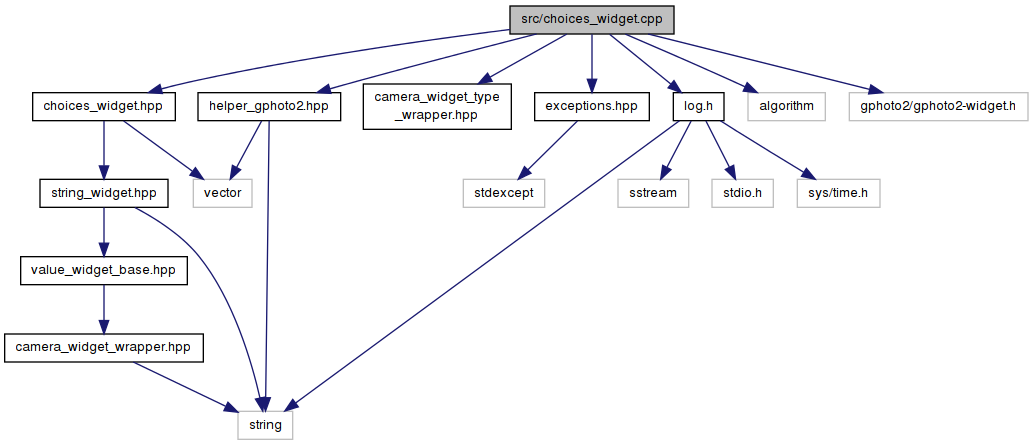 src/choices_widget.cpp
choices_widget.hpp
helper_gphoto2.hpp
camera_widget_type
_wrapper.hpp
exceptions.hpp
log.h
algorithm
gphoto2/gphoto2-widget.h
string_widget.hpp
vector
stdexcept
sstream
stdio.h
sys/time.h
value_widget_base.hpp
camera_widget_wrapper.hpp
string